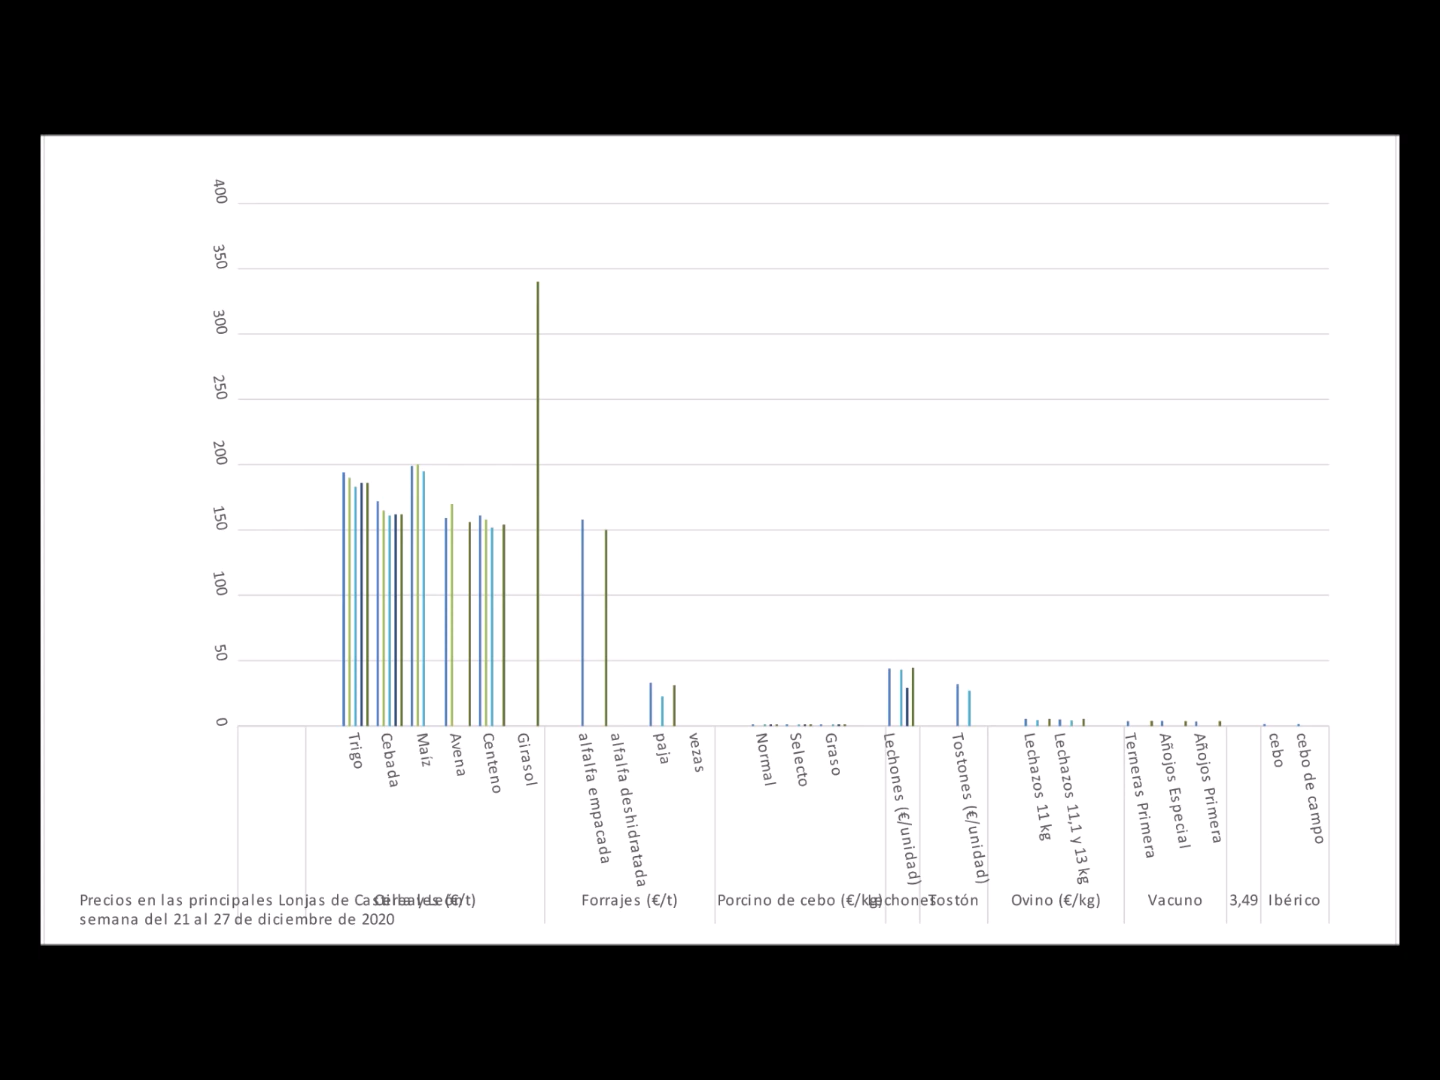 400
350
300
250
200
150
100
50
0
Trigo
Cebada
Maíz
Avena
Centeno
Girasol
alfalfa empacada
alfalfa deshidratada
paja
vezas
Normal
Selecto
Graso
Lechones (€/unidad)
Tostones (€/unidad)
Lechazos 11 kg
Lechazos 11,1 y 13 kg
Terneras Primera
Añojos Especial
Añojos Primera
cebo
cebo de campo
Precios en las principales Lonjas de Castilla y León
semana del 21 al 27 de diciembre de 2020
Cereales (€/t)
Forrajes (€/t)
Porcino de cebo (€/kg)
Lechones
Tostón
Ovino (€/kg)
Vacuno
3,49
Ibérico